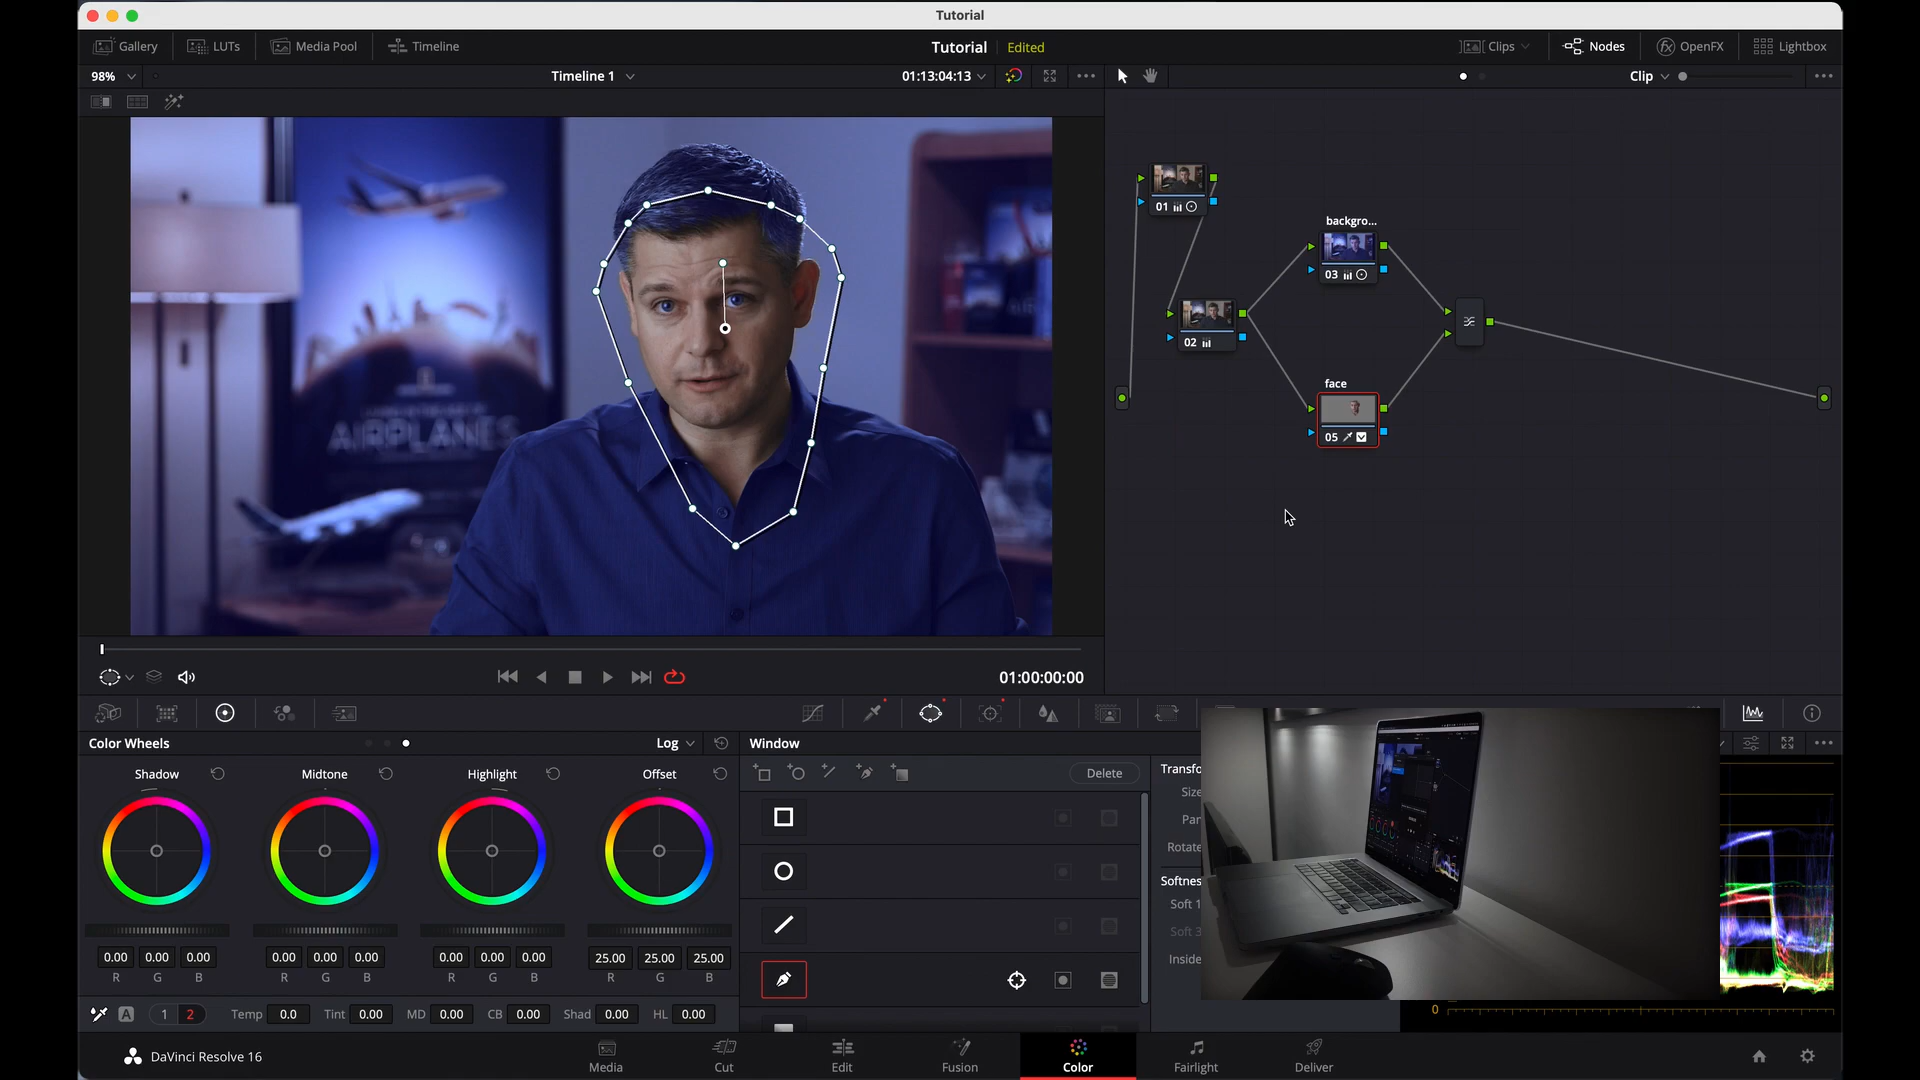 Tutorial
Gallery
LUTs
Media Pool
Timeline
Tutorial
Edited
Clips
Nodes
OpenFX
Lightbox
98%
Timeline 1
01:13:04:13
Clip
01
backgro...
03
02
face
05
AIRPLANES
01:00:00:00
Color Wheels
Log
Window
Shadow
Midtone
Highlight
Offset
Delete
Transfo
Size
Pan
Rotate
Softnes
Soft 1
Soft 3
Inside
0.00 0.00 0.00
0.00 0.00 0.00
0.00 0.00 0.00
25.00 25.00 25.00
R G B
R G B
R G B
R G B
A
1 2
Temp 0.0
Tint 0.00
MD 0.00
CB 0.00
Shad 0.00
HL 0.00
0
DaVinci Resolve 16
Media
Cut
Edit
Fusion
Color
Fairlight
Deliver